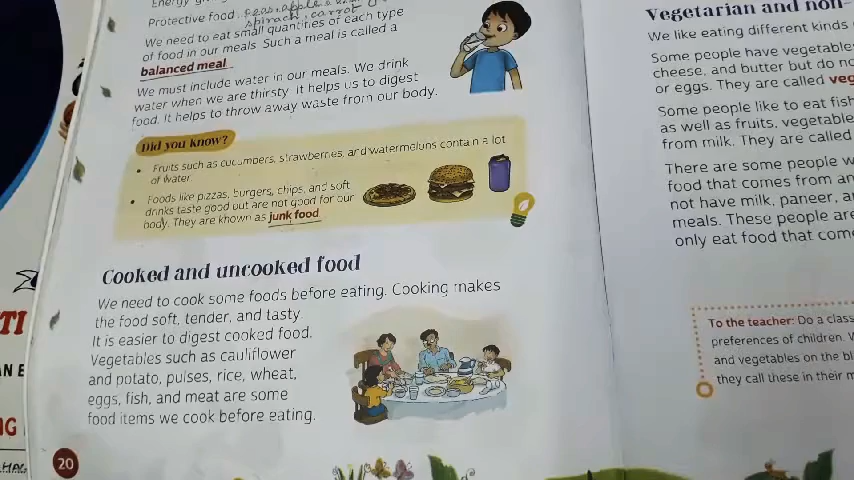 Protective food
peas, apple &
spinach, carrot
We need to eat small quantities of each type
of food in our meals. Such a meal is called a
balanced meal.
We must include water in our meals. We drink
water when we are thirsty. It helps us to digest
food. It helps to throw away waste from our body.
Did you know?
• Fruits such as cucumbers, strawberries, and watermelons contain a lot
of water.
• Foods like pizzas, burgers, chips, and soft
drinks taste good but are not good for our
body. They are known as junk food.
Cooked and uncooked food
We need to cook some foods before eating. Cooking makes
the food soft, tender, and tasty.
It is easier to digest cooked food.
Vegetables such as cauliflower
and potato, pulses, rice, wheat,
eggs, fish, and meat are some
food items we cook before eating.
20
Vegetarian and non-
We like eating different kinds
Some people have vegetable
cheese, and butter but do no
or eggs. They are called veg
Some people like to eat fish
as well as fruits, vegetable
from milk. They are called
There are some people w
food that comes from an
not have milk, paneer, a
meals. These people are
only eat food that com
To the teacher: Do a class
preferences of children.
and vegetables on the bl
they call these in their m